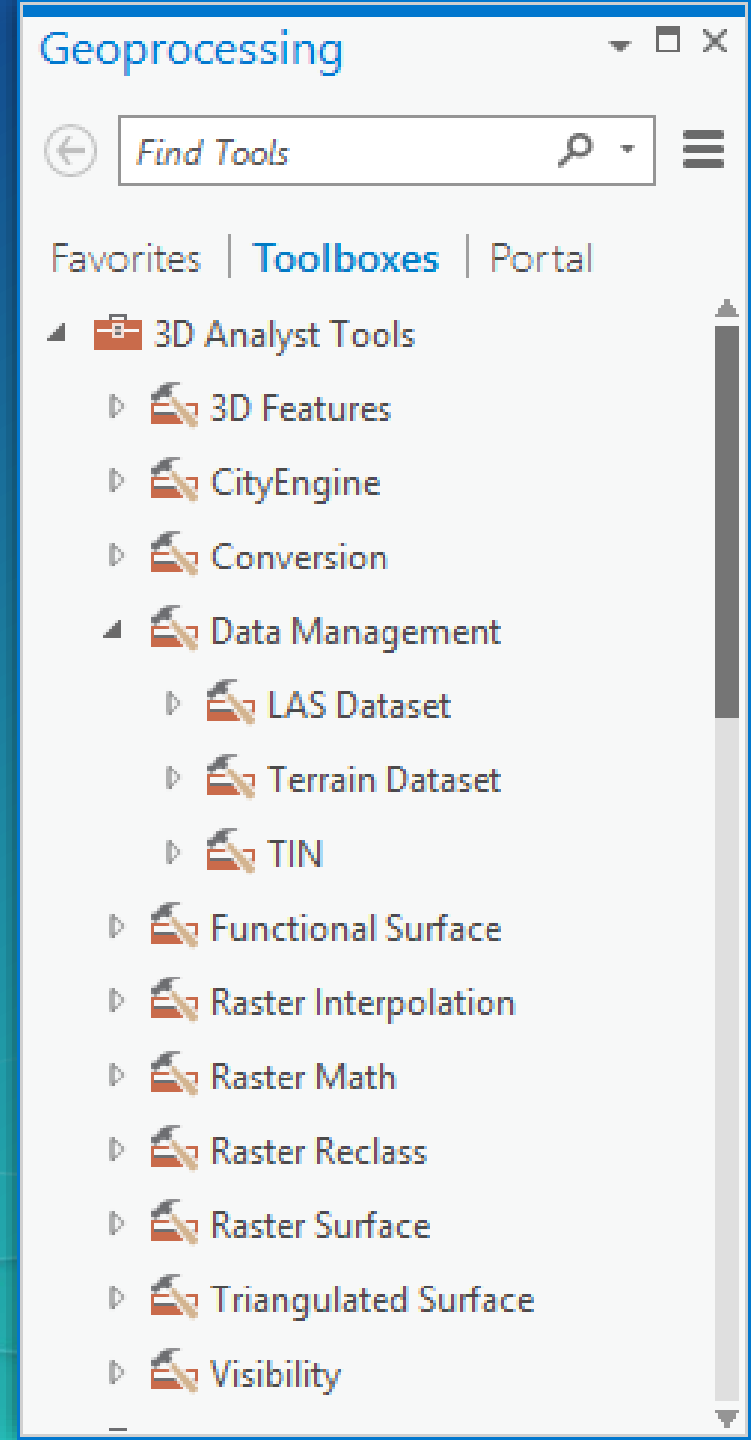 Geoprocessing
Find Tools
Favorites | Toolboxes | Portal
3D Analyst Tools
3D Features
CityEngine
Conversion
Data Management
LAS Dataset
Terrain Dataset
TIN
Functional Surface
Raster Interpolation
Raster Math
Raster Reclass
Raster Surface
Triangulated Surface
Visibility